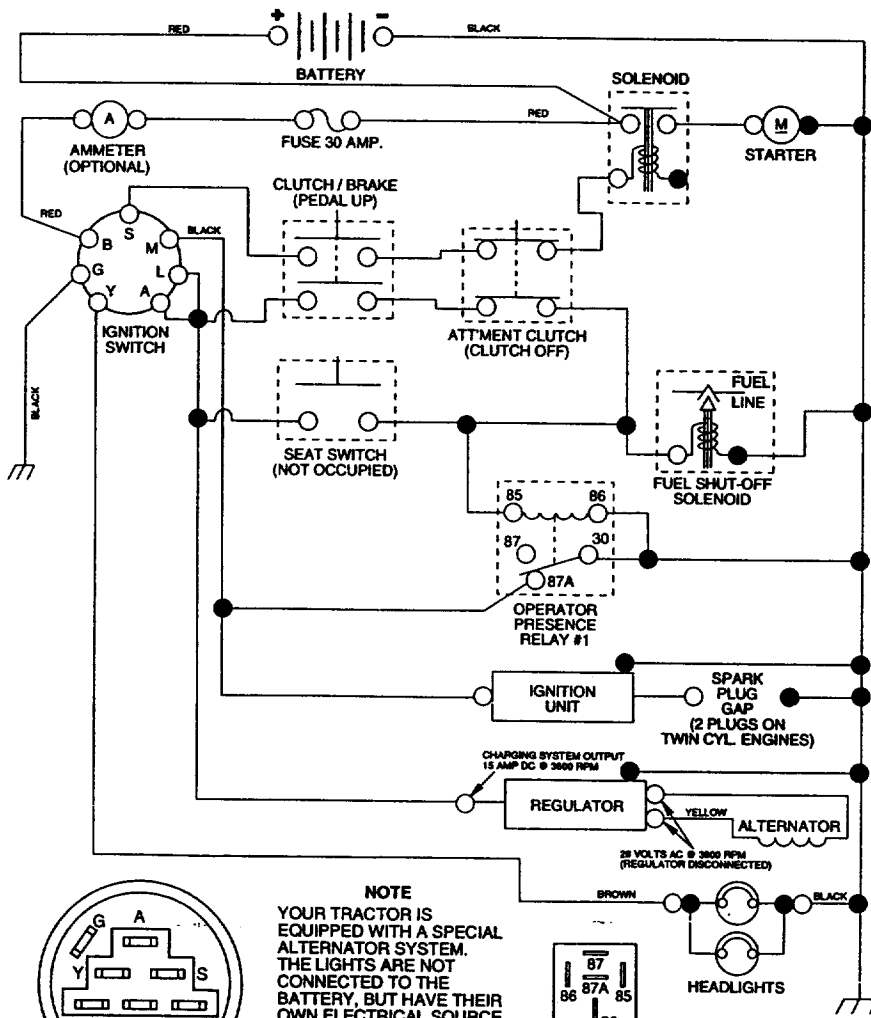 RED
+
-
BLACK
BATTERY
SOLENOID
A
RED
M
AMMETER
(OPTIONAL)
FUSE 30 AMP.
STARTER
CLUTCH / BRAKE
(PEDAL UP)
RED
S
BLACK
B
M
G
L
Y
A
IGNITION
SWITCH
ATT'MENT CLUTCH
(CLUTCH OFF)
BLACK
FUEL
LINE
SEAT SWITCH
(NOT OCCUPIED)
FUEL SHUT-OFF
SOLENOID
85
86
87
30
87A
OPERATOR
PRESENCE
RELAY #1
IGNITION
UNIT
SPARK
PLUG
GAP
(2 PLUGS ON
TWIN CYL. ENGINES)
CHARGING SYSTEM OUTPUT
15 AMP DC @ 3600 RPM
REGULATOR
YELLOW
ALTERNATOR
28 VOLTS AC @ 3600 RPM
(REGULATOR DISCONNECTED)
BROWN
BLACK
HEADLIGHTS
G
A
Y
S
NOTE
YOUR TRACTOR IS
EQUIPPED WITH A SPECIAL
ALTERNATOR SYSTEM.
THE LIGHTS ARE NOT
CONNECTED TO THE
BATTERY, BUT HAVE THEIR
OWN ELECTRICAL SOURCE
87
87A
86
85